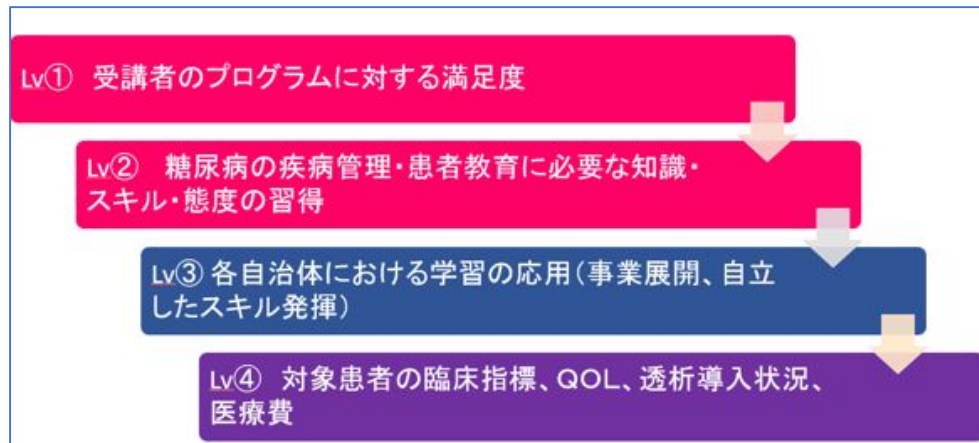 Lv① 受講者のプログラムに対する満足度
Lv② 糖尿病の疾病管理・患者教育に必要な知識・
スキル・態度の習得
Lv③ 各自治体における学習の応用(事業展開、自立
したスキル発揮)
Lv④ 対象患者の臨床指標、QOL、透析導入状況、
医療費